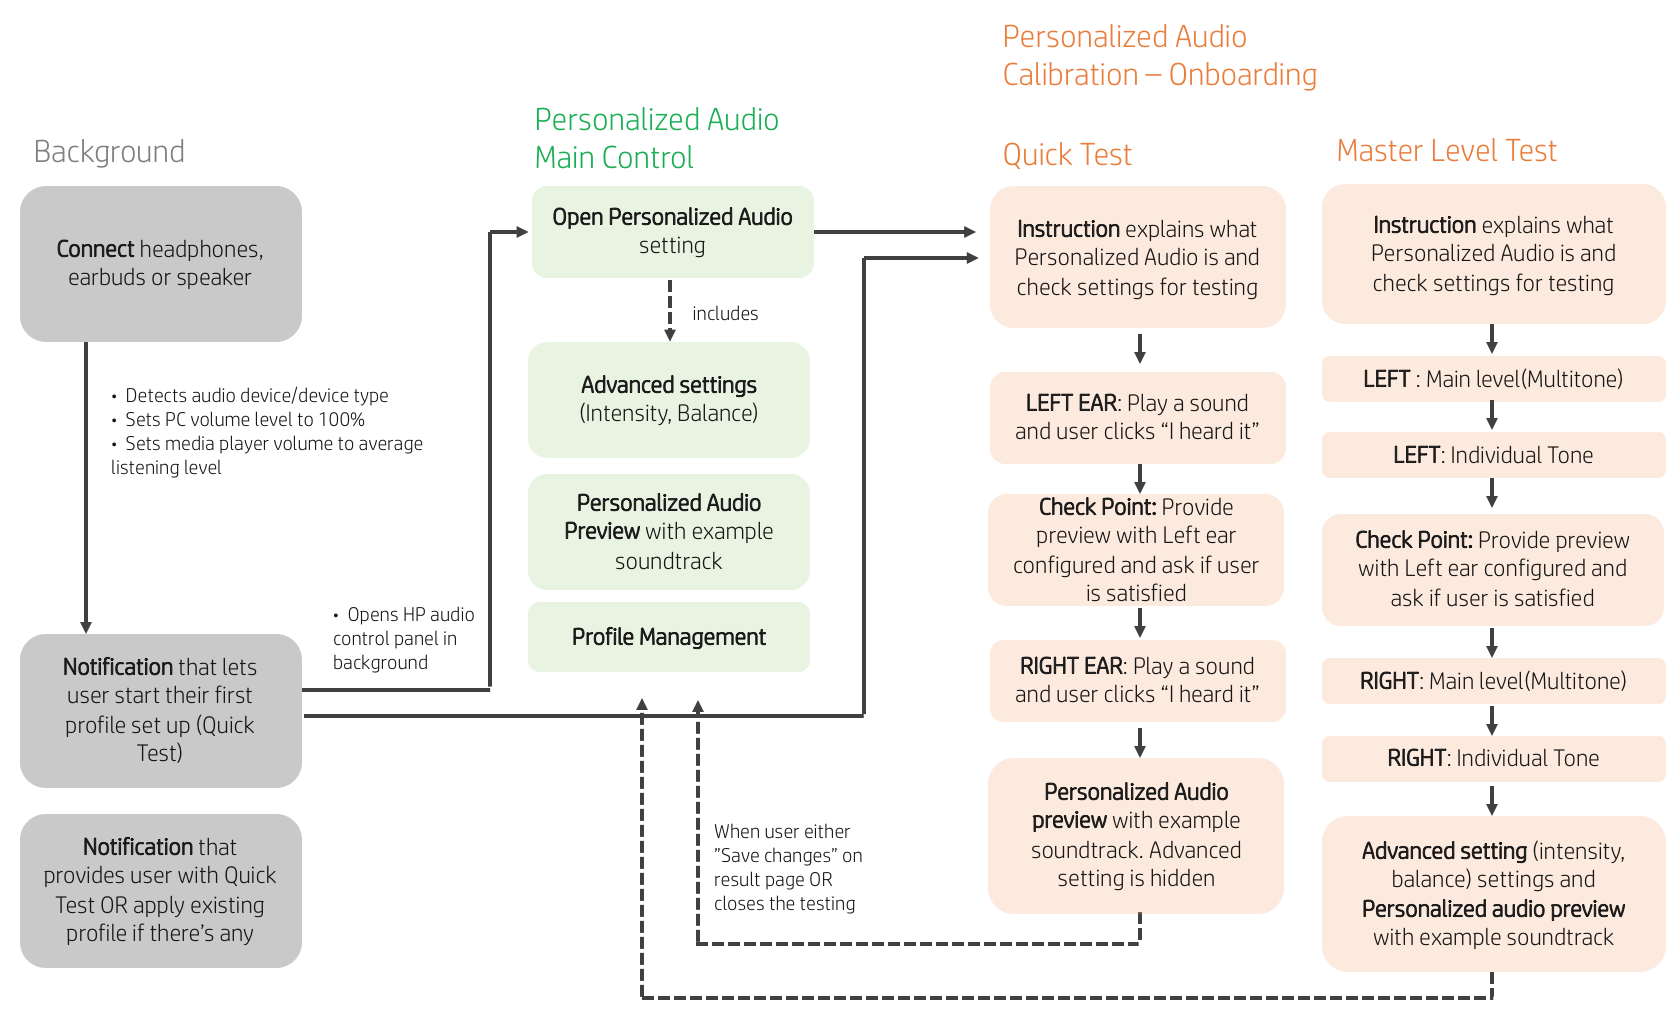 Personalized Audio
Calibration – Onboarding
Background
Connect headphones,
earbuds or speaker
• Detects audio device/device type
• Sets PC volume level to 100%
• Sets media player volume to average
listening level
Notification that lets
user start their first
profile set up (Quick
Test)
• Opens HP audio
control panel in
background
Notification that
provides user with Quick
Test OR apply existing
profile if there's any
Personalized Audio
Main Control
Open Personalized Audio
setting
includes
Advanced settings
(Intensity, Balance)
Personalized Audio
Preview with example
soundtrack
Profile Management
When user either
"Save changes" on
result page OR
closes the testing
Quick Test
Instruction explains what
Personalized Audio is and
check settings for testing
LEFT EAR: Play a sound
and user clicks “I heard it”
Check Point: Provide
preview with Left ear
configured and ask if user
is satisfied
RIGHT EAR: Play a sound
and user clicks “I heard it”
Personalized Audio
preview with example
soundtrack. Advanced
setting is hidden
Master Level Test
Instruction explains what
Personalized Audio is and
check settings for testing
LEFT : Main level(Multitone)
LEFT: Individual Tone
Check Point: Provide preview
with Left ear configured and
ask if user is satisfied
RIGHT: Main level(Multitone)
RIGHT: Individual Tone
Advanced setting (intensity,
balance) settings and
Personalized audio preview
with example soundtrack